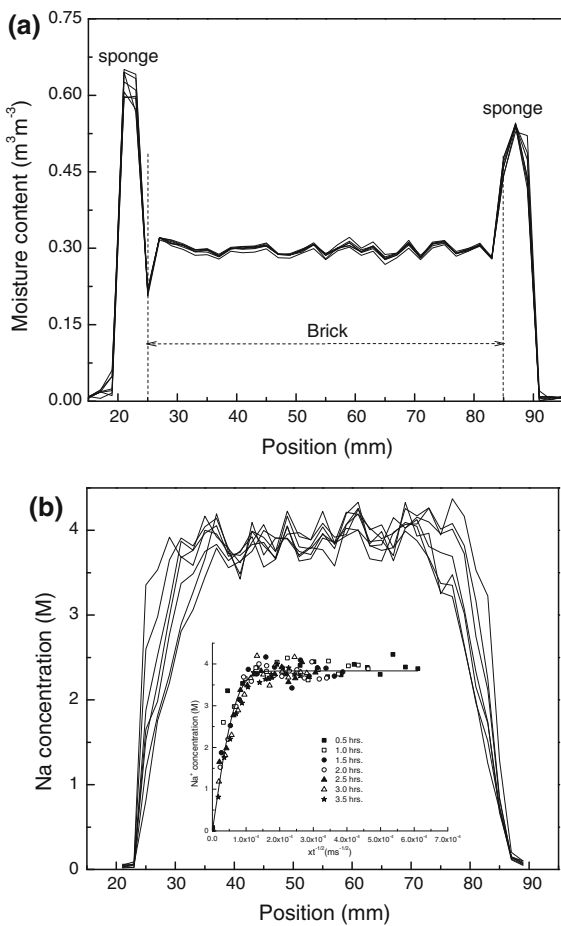 (a)
0.75
0.60
0.45
0.30
0.15
0.00
Moisture content (m³m⁻³)
sponge
sponge
Brick
20 30 40 50 60 70 80 90
Position (mm)
(b)
4
3
2
1
0
Na concentration (M)
5
4
3
2
1
0
Na⁺ concentration (M)
0.5 hrs.
1.0 hrs.
1.5 hrs.
2.0 hrs.
2.5 hrs.
3.0 hrs.
3.5 hrs.
0.0 1.0x10⁻⁴ 2.0x10⁻⁴ 3.0x10⁻⁴ 4.0x10⁻⁴ 5.0x10⁻⁴ 6.0x10⁻⁴ 7.0x10⁻⁴
xt⁻¹/²(ms⁻¹/²)
20 30 40 50 60 70 80 90
Position (mm)